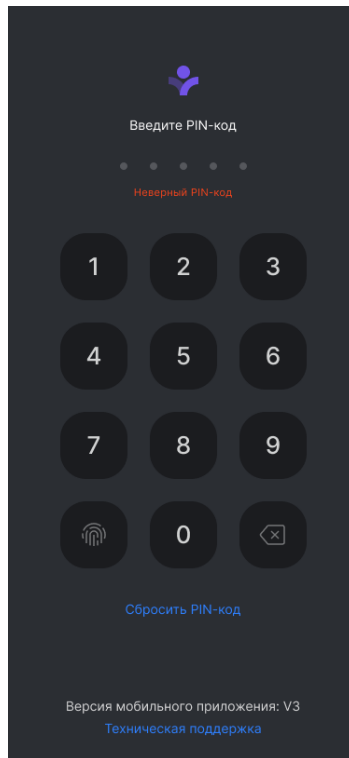 Введите PIN-код
Неверный PIN-код
1 2 3
4 5 6
7 8 9
0
Сбросить PIN-код
Версия мобильного приложения: V3
Техническая поддержка